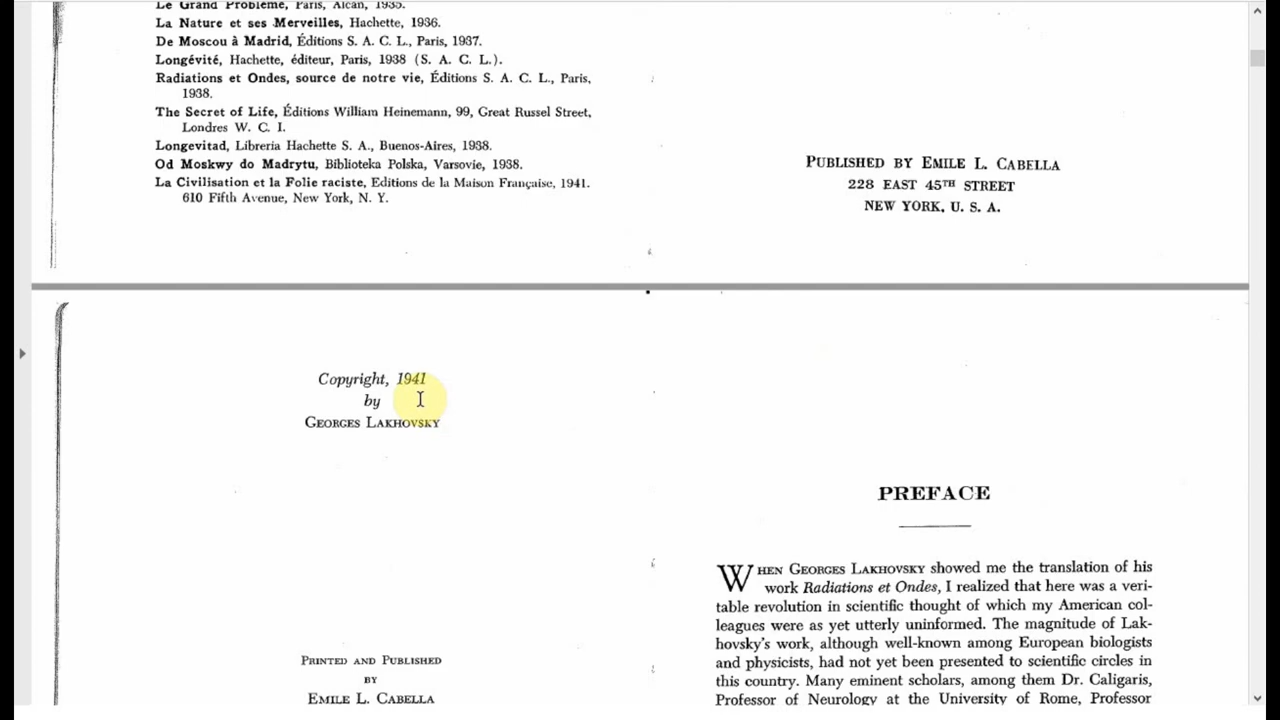 Le Grand Problème, Paris, Alcan, 1935.
La Nature et ses Merveilles, Hachette, 1936.
De Moscou à Madrid, Éditions S. A. C. L., Paris, 1937.
Longévité, Hachette, éditeur, Paris, 1938 (S. A. C. L.).
Radiations et Ondes, source de notre vie, Éditions S. A. C. L., Paris,
1938.
The Secret of Life, Éditions William Heinemann, 99, Great Russel Street,
Londres W. C. I.
Longevitad, Libreria Hachette S. A., Buenos-Aires, 1938.
Od Moskwy do Madrytu, Biblioteka Polska, Varsovie, 1938.
La Civilisation et la Folie raciste, Editions de la Maison Française, 1941.
610 Fifth Avenue, New York, N. Y.
PUBLISHED BY EMILE L. CABELLA
228 EAST 45TH STREET
NEW YORK, U. S. A.
Copyright, 1941
by
GEORGES LAKHOVSKY
PRINTED AND PUBLISHED
BY
EMILE L. CABELLA
PREFACE
WHEN GEORGES LAKHOVSKY showed me the translation of his
work Radiations et Ondes, I realized that here was a veri-
table revolution in scientific thought of which my American col-
leagues were as yet utterly uninformed. The magnitude of Lak-
hovsky's work, although well-known among European biologists
and physicists, had not yet been presented to scientific circles in
this country. Many eminent scholars, among them Dr. Caligaris,
Professor of Neurology at the University of Rome, Professor